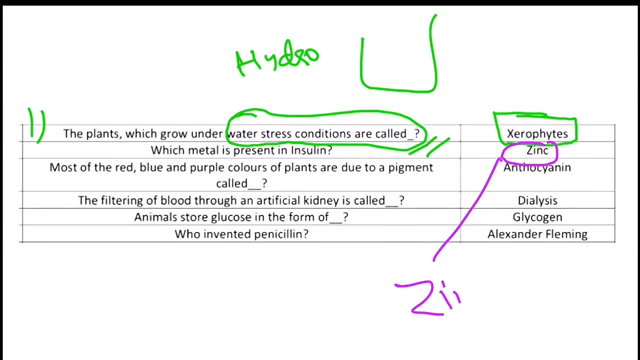 Hydro
1)
The plants, which grow under water stress conditions are called_? Xerophytes
Which metal is present in Insulin? Zinc
Most of the red, blue and purple colours of plants are due to a pigment called__? Anthocyanin
The filtering of blood through an artificial kidney is called__? Dialysis
Animals store glucose in the form of__? Glycogen
Who invented penicillin? Alexander Fleming
Zin